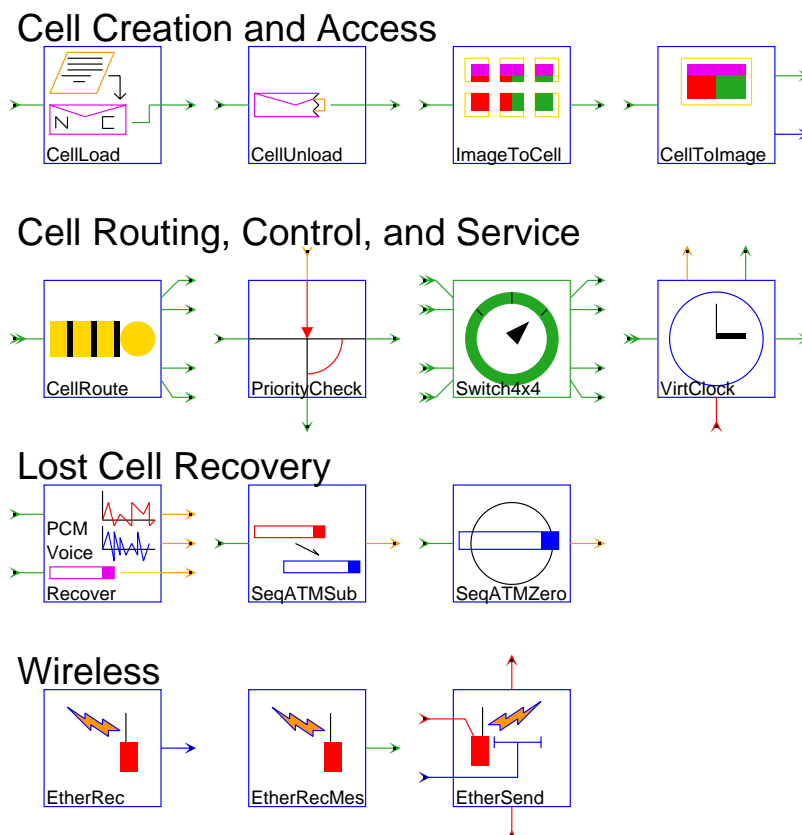 Cell Creation and Access
N C
CellLoad
CellUnload
ImageToCell
CellToImage
Cell Routing, Control, and Service
CellRoute
PriorityCheck
Switch4x4
VirtClock
Lost Cell Recovery
PCM
Voice
Recover
SeqATMSub
SeqATMZero
Wireless
EtherRec
EtherRecMes
EtherSend